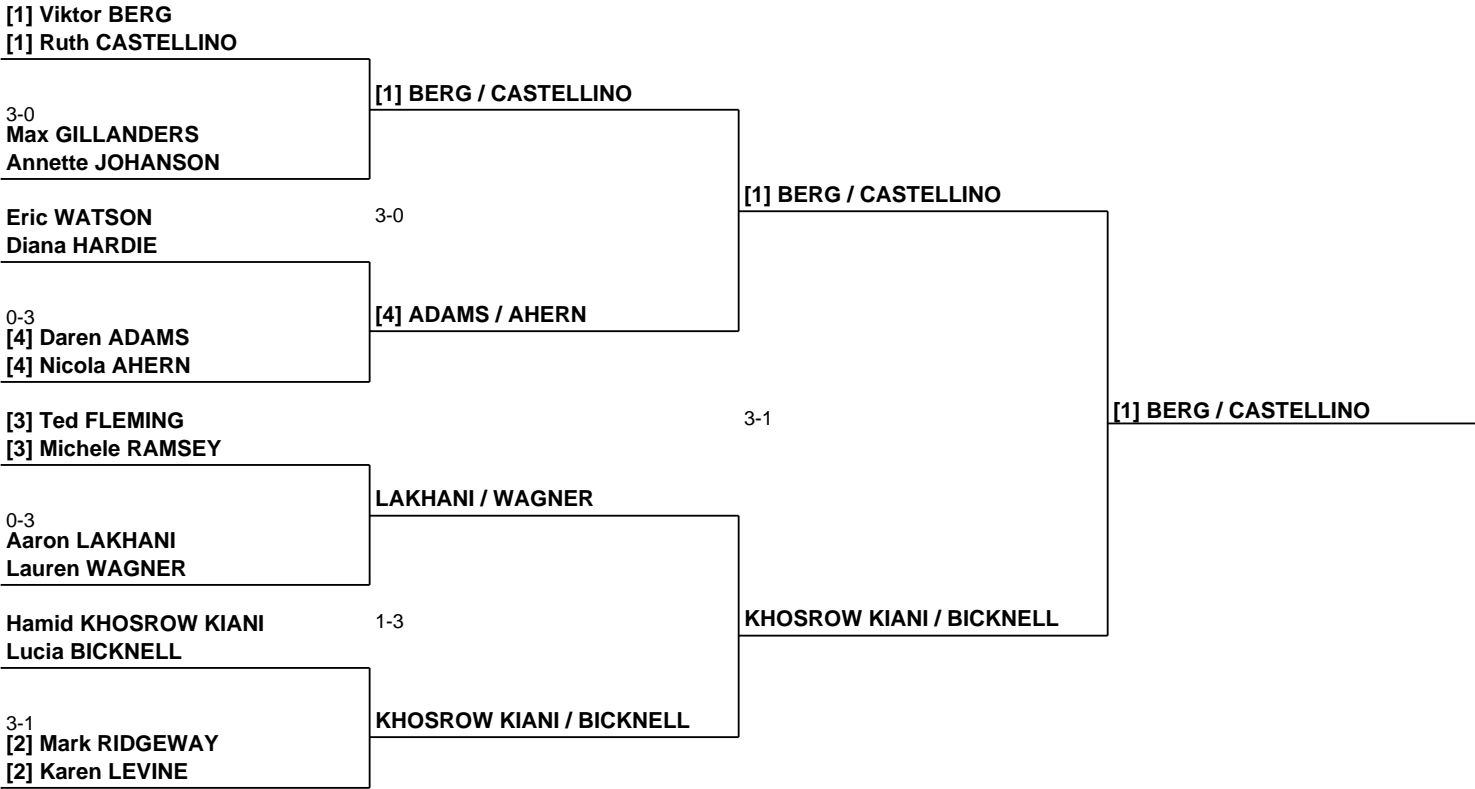 [1] Viktor BERG
[1] Ruth CASTELLINO
3-0
Max GILLANDERS
Annette JOHANSON
Eric WATSON
Diana HARDIE
0-3
[4] Daren ADAMS
[4] Nicola AHERN
[3] Ted FLEMING
[3] Michele RAMSEY
0-3
Aaron LAKHANI
Lauren WAGNER
Hamid KHOSROW KIANI
Lucia BICKNELL
3-1
[2] Mark RIDGEWAY
[2] Karen LEVINE
[1] BERG / CASTELLINO
3-0
[4] ADAMS / AHERN
LAKHANI / WAGNER
1-3
KHOSROW KIANI / BICKNELL
[1] BERG / CASTELLINO
3-1
KHOSROW KIANI / BICKNELL
[1] BERG / CASTELLINO